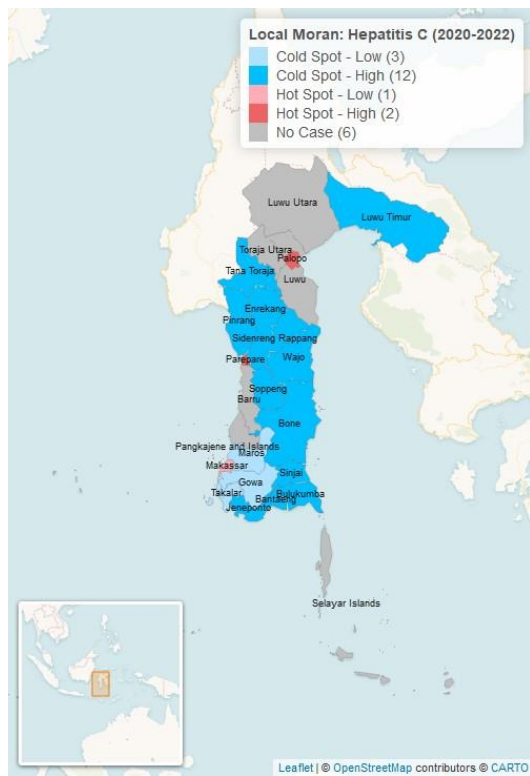 Local Moran: Hepatitis C (2020-2022)
Cold Spot - Low (3)
Cold Spot - High (12)
Hot Spot - Low (1)
Hot Spot - High (2)
No Case (6)
Luwu Utara
Luwu Timur
Toraja Utara
Palopo
Tana Toraja
Luwu
Enrekang
Pinrang
Sidenreng Rappang
Parepare
Wajo
Soppeng
Barru
Bone
Pangkajene and Islands
Maros
Makassar
Sinjai
Gowa
Takalar
Bulukumba
Bantaeng
Jeneponto
Selayar Islands
Leaflet | © OpenStreetMap contributors © CARTO